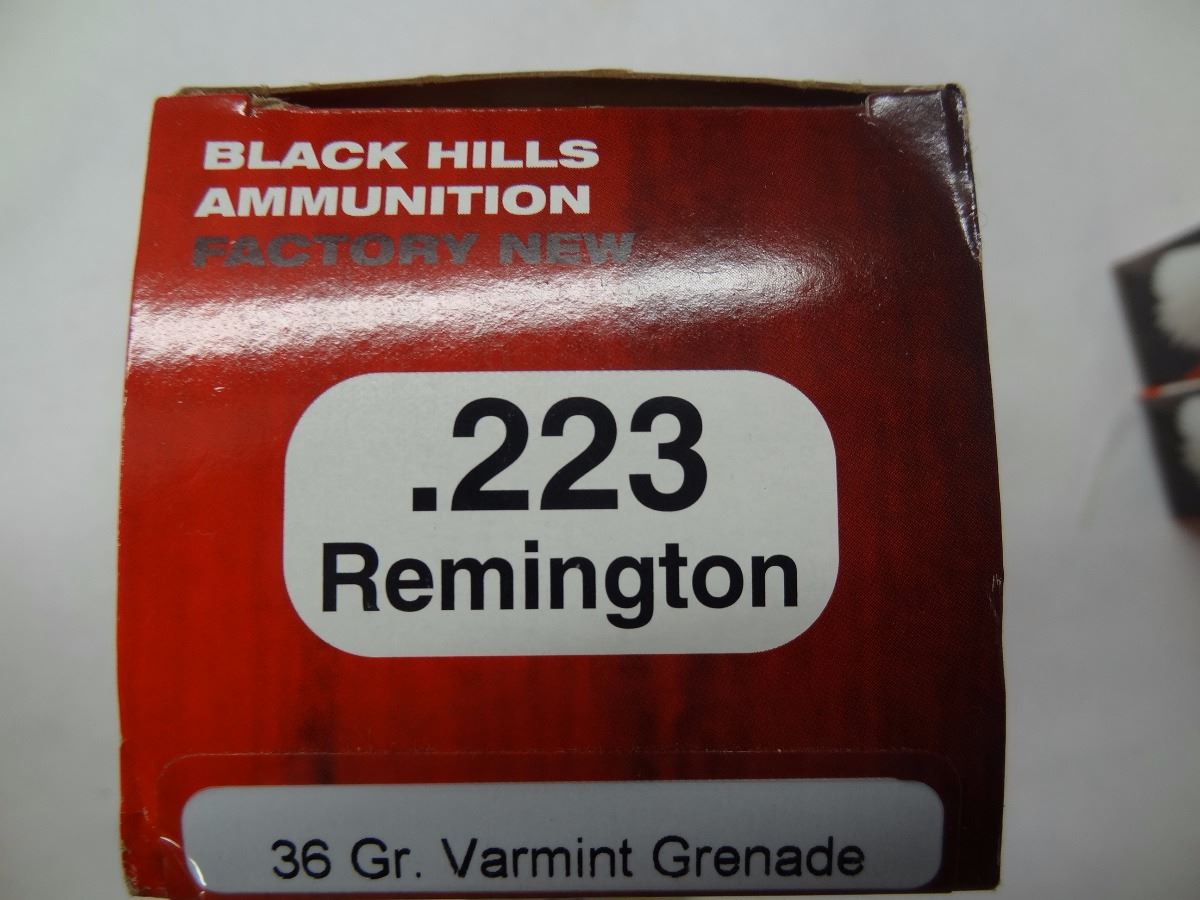 BLACK HILLS
AMMUNITION
FACTORY NEW
.223
Remington
36 Gr. Varmint Grenade